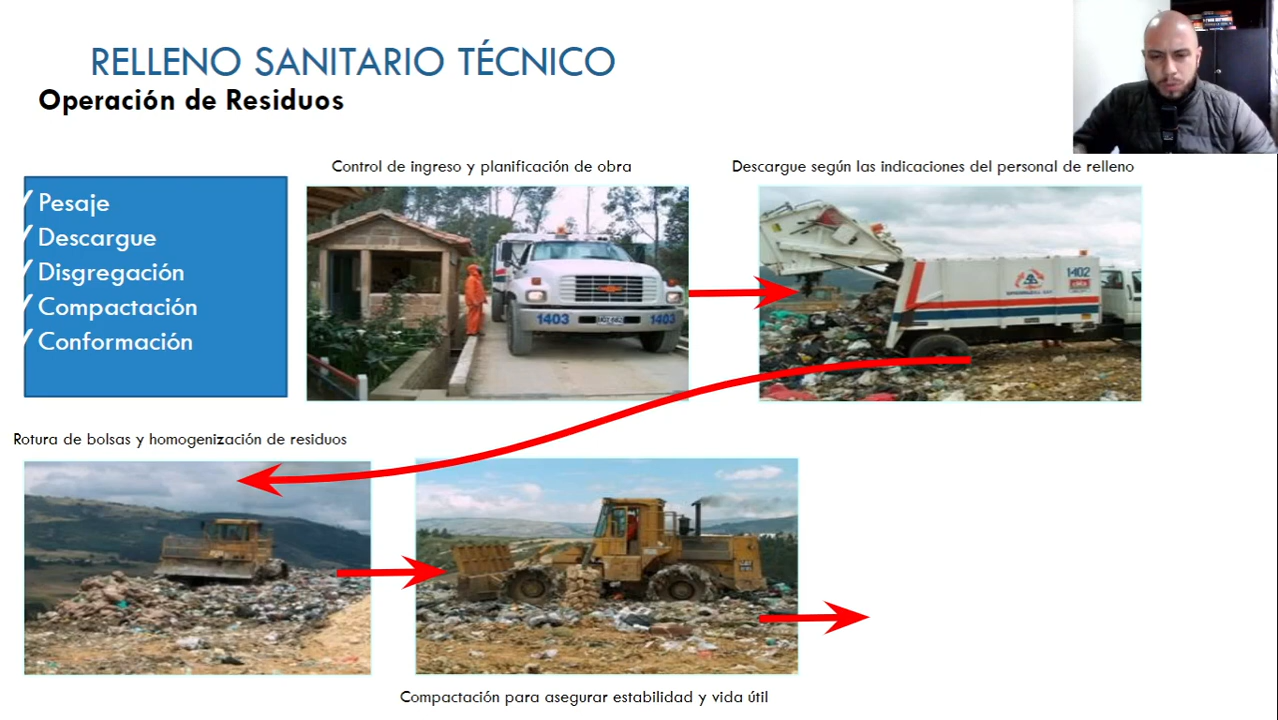 RELLENO SANITARIO TÉCNICO
Operación de Residuos
Control de ingreso y planificación de obra
Descargue según las indicaciones del personal de relleno
✓ Pesaje
✓ Descargue
✓ Disgregación
✓ Compactación
✓ Conformación
1403
1403
1402
Rotura de bolsas y homogenización de residuos
Compactación para asegurar estabilidad y vida útil